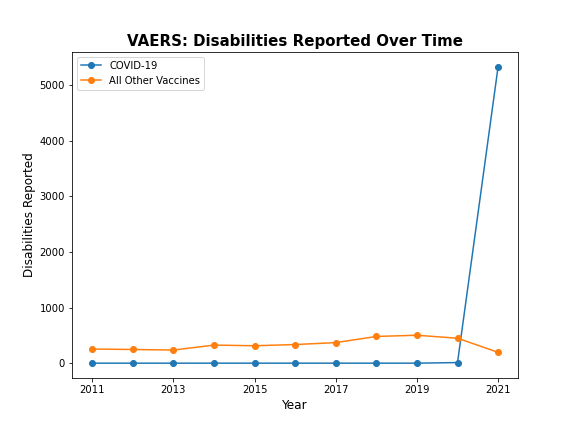 VAERS: Disabilities Reported Over Time
COVID-19
All Other Vaccines
Disabilities Reported
5000
4000
3000
2000
1000
0
2011 2013 2015 2017 2019 2021
Year